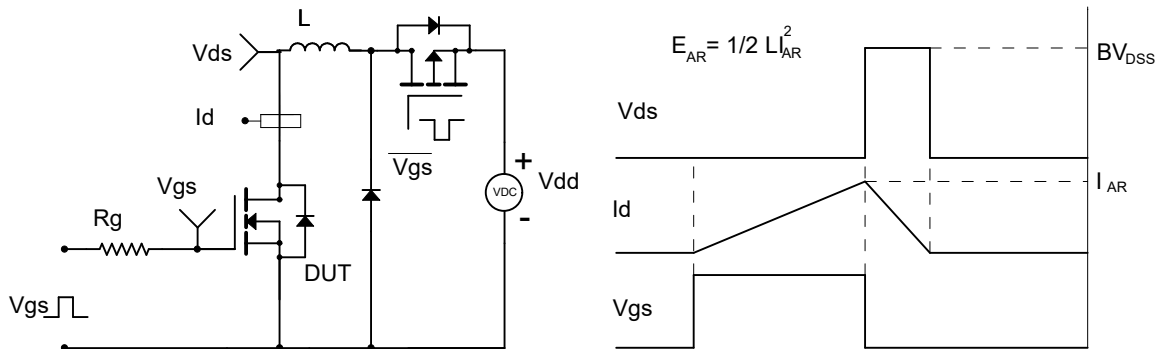 L
Vds
Id
Vgs
Vgs
Rg
DUT
Vgs
+
VDC
Vdd
-
E_AR = 1/2 LI_AR^2
Vds
BV_DSS
Id
I_AR
Vgs